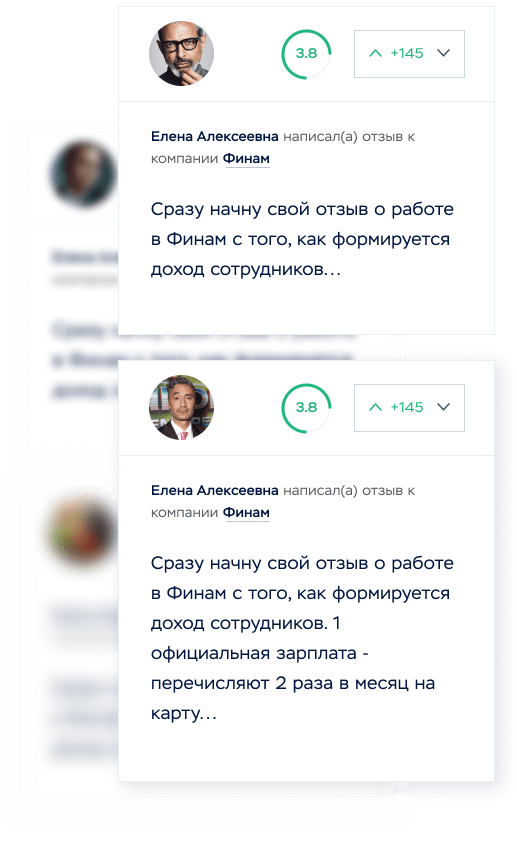 3.8
+145
Елена Алексеевна написал(а) отзыв к
компании Финам
Сразу начну свой отзыв о работе
в Финам с того, как формируется
доход сотрудников...
3.8
+145
Елена Алексеевна написал(а) отзыв к
компании Финам
Сразу начну свой отзыв о работе
в Финам с того, как формируется
доход сотрудников. 1
официальная зарплата -
перечисляют 2 раза в месяц на
карту...